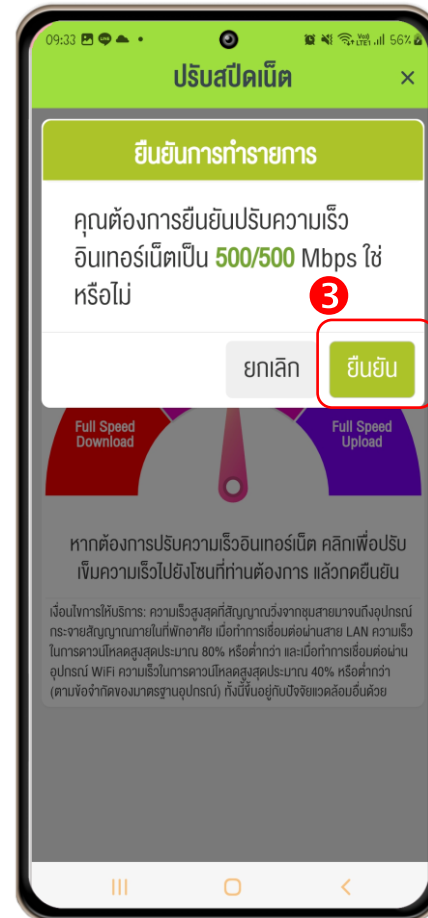 09:33
56%
ปรับสปีดเน็ต
ยืนยันการทำรายการ
คุณต้องการยืนยันปรับความเร็ว
อินเทอร์เน็ตเป็น 500/500 Mbps ใช่
หรือไม่
3
ยกเลิก
ยืนยัน
Full Speed
Download
Full Speed
Upload
หากต้องการปรับความเร็วอินเทอร์เน็ต คลิกเพื่อปรับ
เข็มความเร็วไปยังโซนที่ท่านต้องการ แล้วกดยืนยัน
เงื่อนไขการให้บริการ: ความเร็วสูงสุดที่สัญญาณวิ่งจากชุมสายมาจนถึงอุปกรณ์
กระจายสัญญาณภายในที่พักอาศัย เมื่อทำการเชื่อมต่อผ่านสาย LAN ความเร็ว
ในการดาวน์โหลดสูงสุดประมาณ 80% หรือต่ำกว่า และเมื่อทำการเชื่อมต่อผ่าน
อุปกรณ์ WiFi ความเร็วในการดาวน์โหลดสูงสุดประมาณ 40% หรือต่ำกว่า
(ตามข้อจำกัดของมาตรฐานอุปกรณ์) ทั้งนี้ขึ้นอยู่กับปัจจัยแวดล้อมอื่นด้วย